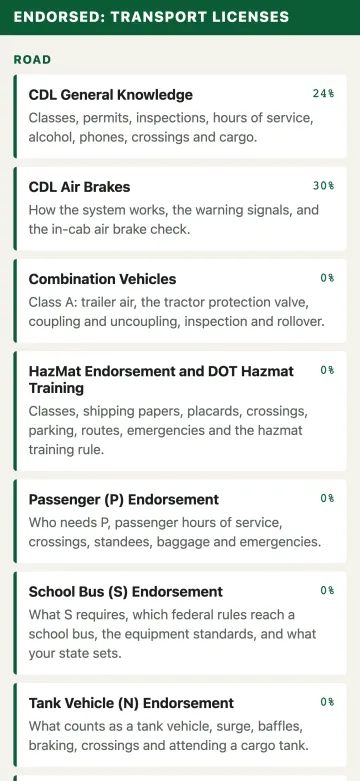 ENDORSED: TRANSPORT LICENSES
ROAD
CDL General Knowledge 24%
Classes, permits, inspections, hours of service,
alcohol, phones, crossings and cargo.
CDL Air Brakes 30%
How the system works, the warning signals, and
the in-cab air brake check.
Combination Vehicles 0%
Class A: trailer air, the tractor protection valve,
coupling and uncoupling, inspection and rollover.
HazMat Endorsement and DOT Hazmat 0%
Training
Classes, shipping papers, placards, crossings,
parking, routes, emergencies and the hazmat
training rule.
Passenger (P) Endorsement 0%
Who needs P, passenger hours of service,
crossings, standees, baggage and emergencies.
School Bus (S) Endorsement 0%
What S requires, which federal rules reach a
school bus, the equipment standards, and what
your state sets.
Tank Vehicle (N) Endorsement 0%
What counts as a tank vehicle, surge, baffles,
braking, crossings and attending a cargo tank.